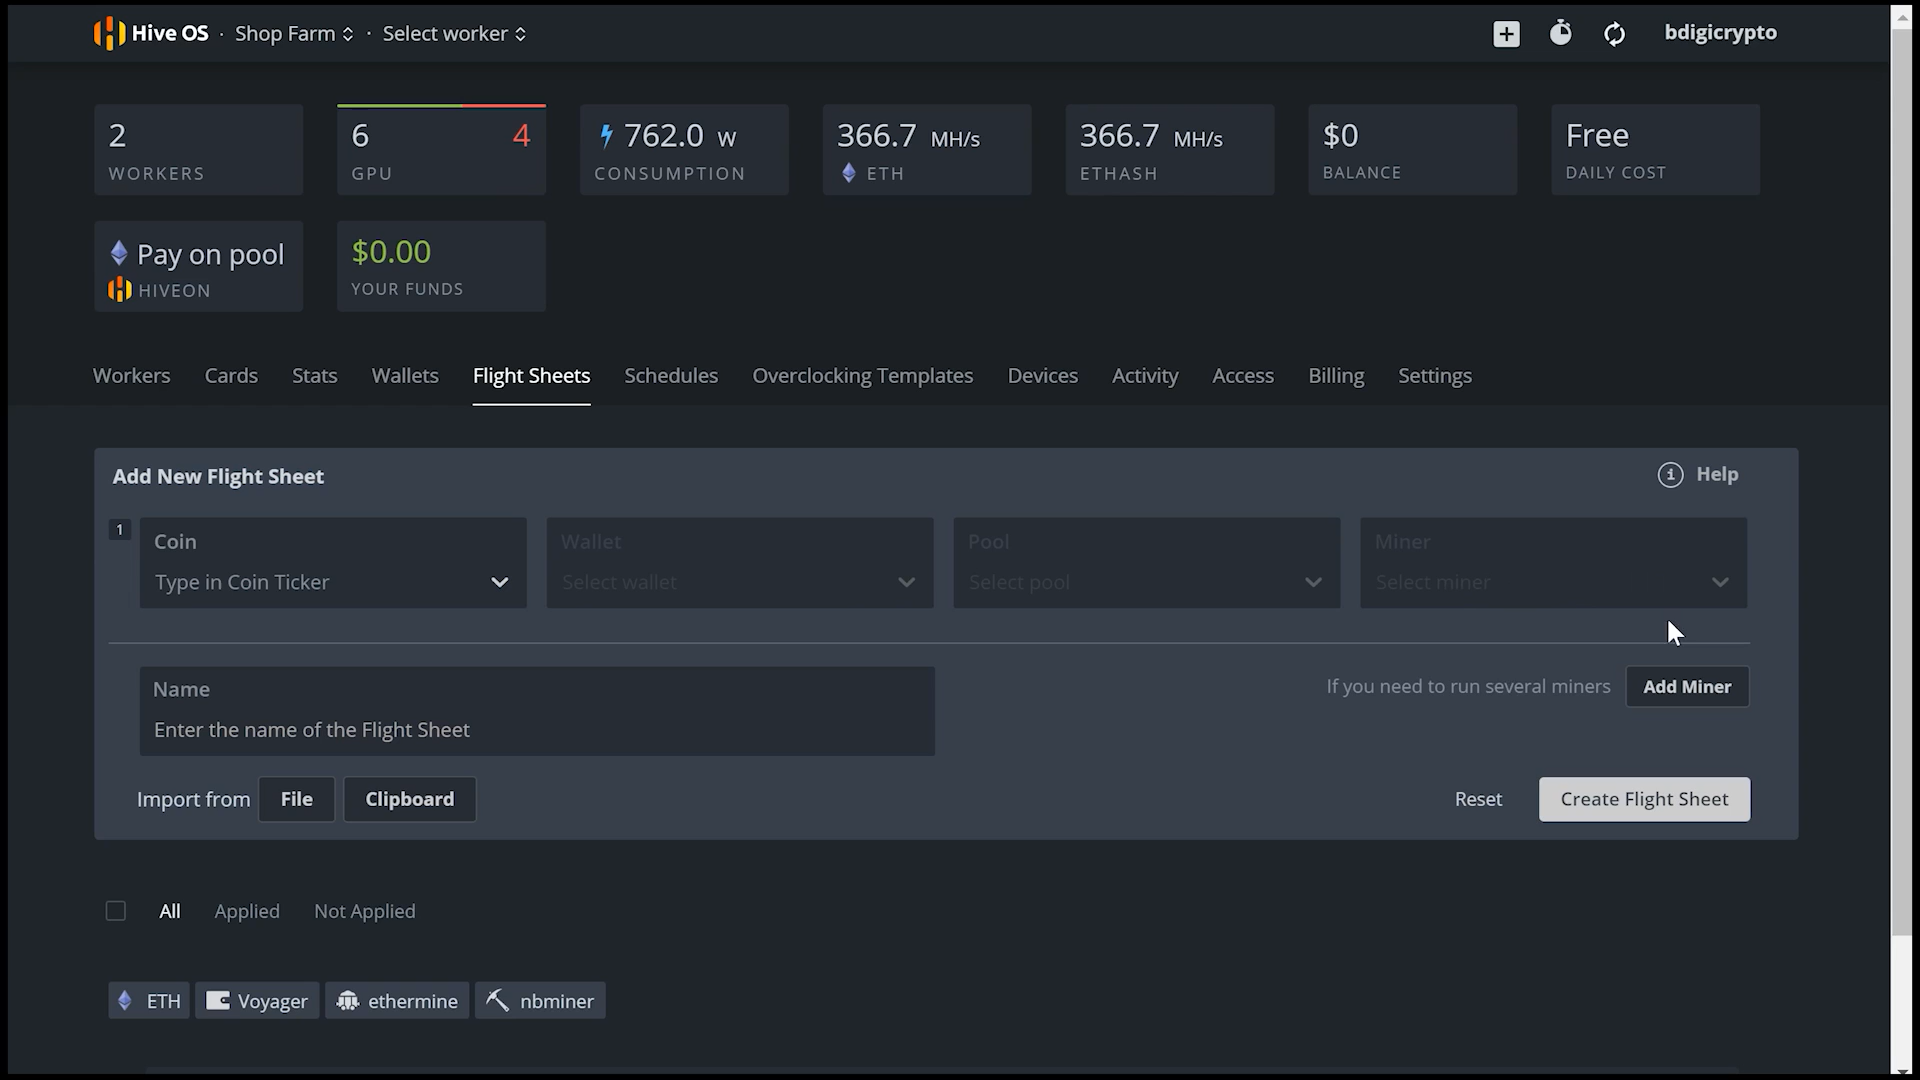 Hive OS · Shop Farm · Select worker bdigicrypto
2 6 4 762.0 W 366.7 MH/s 366.7 MH/s $0 Free
WORKERS GPU CONSUMPTION ETH ETHASH BALANCE DAILY COST
Pay on pool $0.00
HIVEON YOUR FUNDS
Workers Cards Stats Wallets Flight Sheets Schedules Overclocking Templates Devices Activity Access Billing Settings
Add New Flight Sheet Help
1 Coin Wallet Pool Miner
Type in Coin Ticker Select wallet Select pool Select miner
Name
If you need to run several miners Add Miner
Enter the name of the Flight Sheet
Import from File Clipboard Reset Create Flight Sheet
All Applied Not Applied
ETH Voyager ethermine nbminer